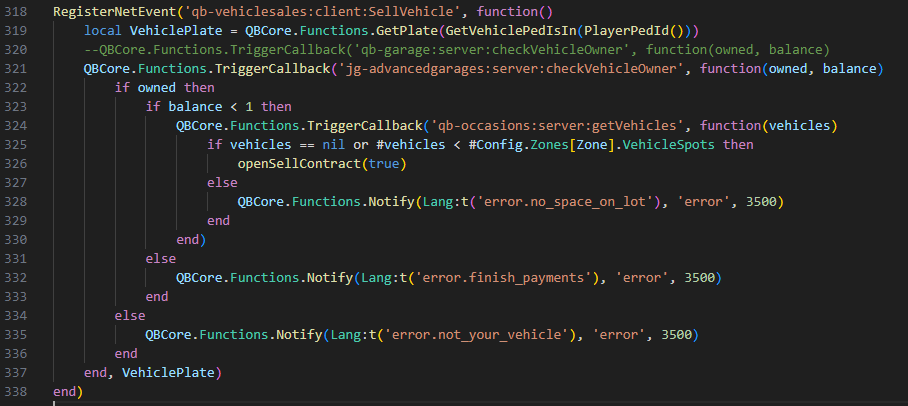 318 RegisterNetEvent('qb-vehiclesales:client:SellVehicle', function()
319     local VehiclePlate = QBCore.Functions.GetPlate(GetVehiclePedIsIn(PlayerPedId()))
320     --QBCore.Functions.TriggerCallback('qb-garage:server:checkVehicleOwner', function(owned, balance)
321     QBCore.Functions.TriggerCallback('jg-advancedgarages:server:checkVehicleOwner', function(owned, balance)
322         if owned then
323             if balance < 1 then
324                 QBCore.Functions.TriggerCallback('qb-occasions:server:getVehicles', function(vehicles)
325                     if vehicles == nil or #vehicles < #Config.Zones[Zone].VehicleSpots then
326                         openSellContract(true)
327                     else
328                         QBCore.Functions.Notify(Lang:t('error.no_space_on_lot'), 'error', 3500)
329                     end
330                 end)
331             else
332                 QBCore.Functions.Notify(Lang:t('error.finish_payments'), 'error', 3500)
333             end
334         else
335             QBCore.Functions.Notify(Lang:t('error.not_your_vehicle'), 'error', 3500)
336         end
337     end, VehiclePlate)
338 end)